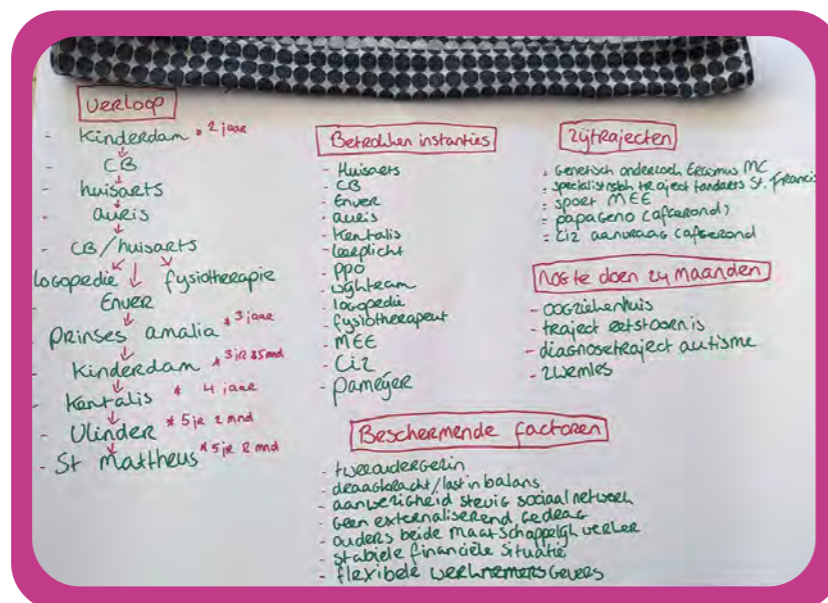 Verloop
- Kinderdam * 2 jaar
- CB
- huisarts
- auris
- CB/huisarts
logopedie fysiotherapie
Enver
- Prinses amalia * 3 jaar
- Kinderdam * 3 jr 5 mnd
- Kentalis * 4 jaar
- Vlinder * 5 jr 2 mnd
- St Mattheus * 5 jr 2 mnd
Betrokken instanties
- Huisarts
- CB
- Enver
- auris
- Kentalis
- leerplicht
- PPO
- wijkteam
- logopedie
- fysiotherapeut
- MEE
- Ciz
- Pameijer
Zijtrajecten
- Genetisch onderzoek Erasmus MC
- specialistisch traject tandarts St. Francis
- sport MEE
- papageno (afgerond)
- Ciz aanvraag (afgerond
Nog te doen 24 maanden
- oogziekenhuis
- traject eetstoornis
- diagnosetraject autisme
- zwemles
Beschermende factoren
- tweeoudergezin
- draagkracht/last in balans
- aanwezigheid stevig sociaal netwerk
- geen externaliserend gedrag
- ouders beide maatschappelijk werker
- stabiele financiële situatie
- flexibele werkgevers